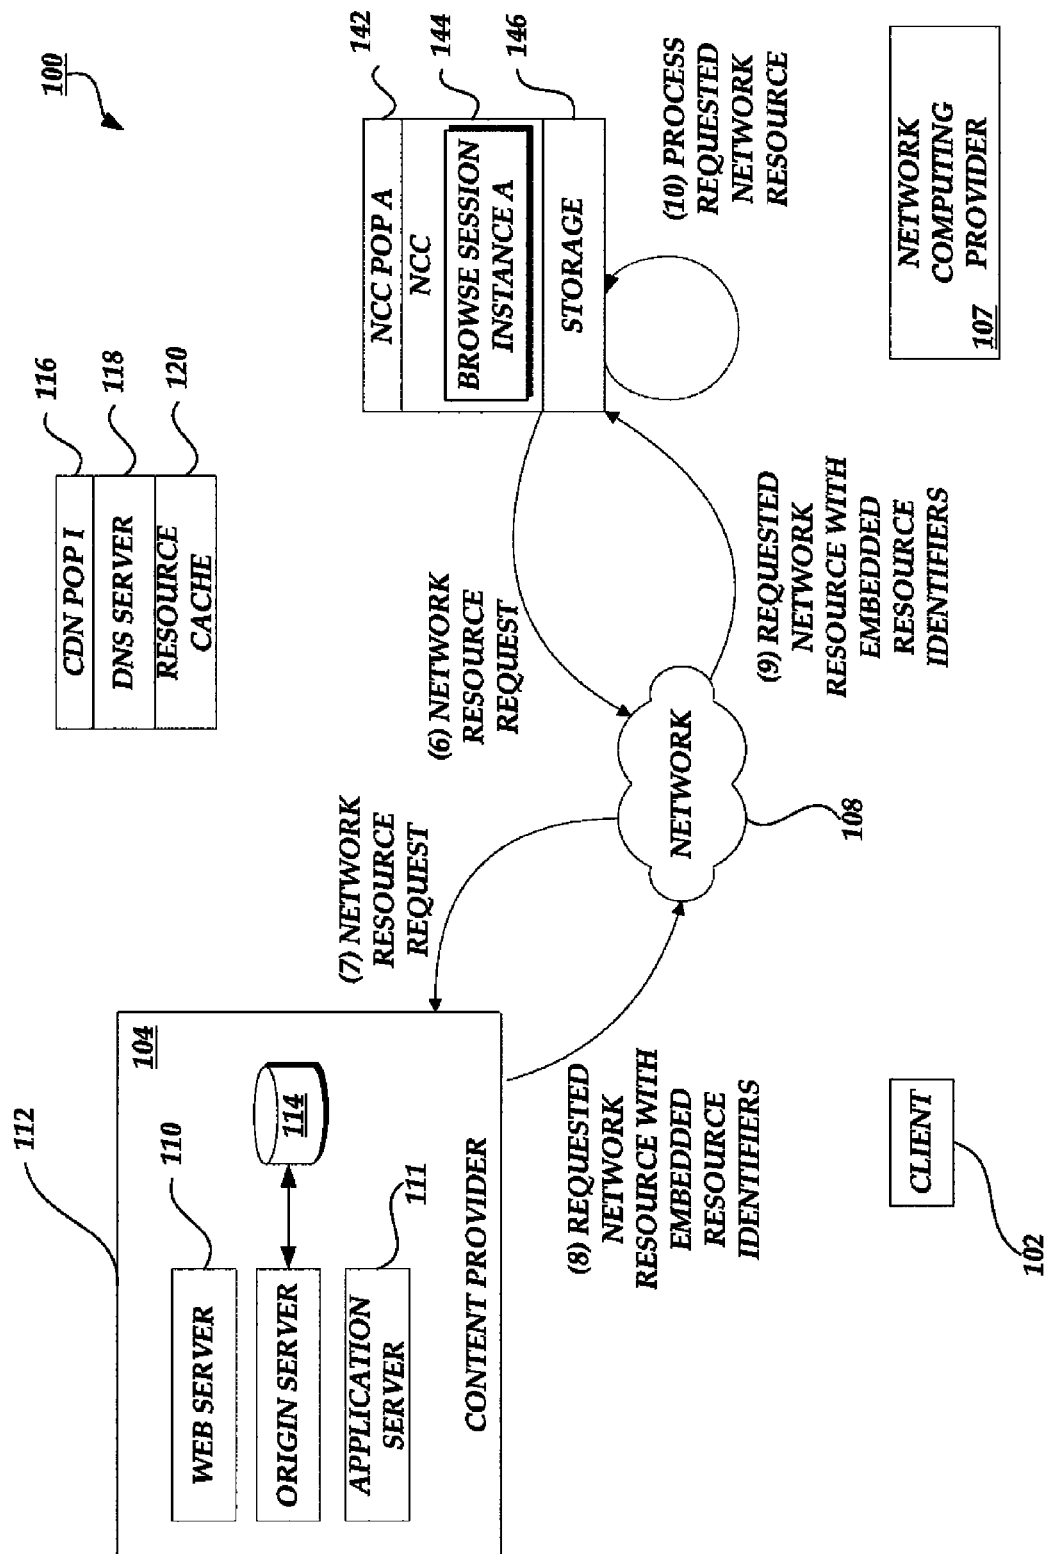 100
112
104
110
WEB SERVER
ORIGIN SERVER
114
111
APPLICATION
SERVER
CONTENT PROVIDER
CDN POP I
DNS SERVER
RESOURCE
CACHE
116
118
120
NCC POP A
NCC
BROWSE SESSION
INSTANCE A
STORAGE
142
144
146
(6) NETWORK
RESOURCE
REQUEST
(7) NETWORK
RESOURCE
REQUEST
(8) REQUESTED
NETWORK
RESOURCE WITH
EMBEDDED
RESOURCE
IDENTIFIERS
NETWORK
108
(9) REQUESTED
NETWORK
RESOURCE WITH
EMBEDDED
RESOURCE
IDENTIFIERS
(10) PROCESS
REQUESTED
NETWORK
RESOURCE
CLIENT
102
NETWORK
COMPUTING
PROVIDER
107